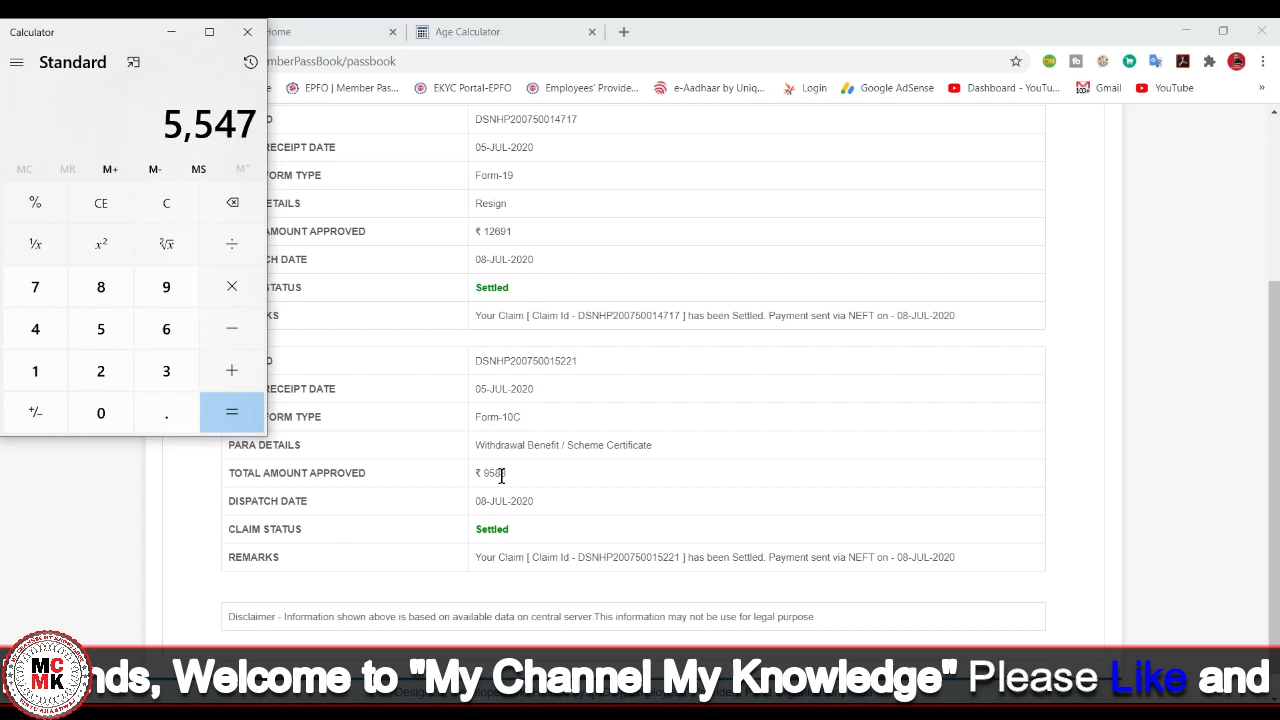 Calculator
Home
Age Calculator
Standard
mberPassBook/passbook
EPFO | Member Pas...
EKYC Portal-EPFO
Employees' Provide...
e-Aadhaar by Uniq...
Login
Google AdSense
Dashboard - YouTu...
Gmail
YouTube
»
5,547
MC MR M+ M- MS M˅
% CE C
¹/x x² ²√x ÷
7 8 9 ×
4 5 6 −
1 2 3 +
+/− 0 . =
D DSNHP200750014717
RECEIPT DATE 05-JUL-2020
FORM TYPE Form-19
ETAILS Resign
AMOUNT APPROVED ₹ 12691
CH DATE 08-JUL-2020
STATUS Settled
KS Your Claim [ Claim Id - DSNHP200750014717 ] has been Settled. Payment sent via NEFT on - 08-JUL-2020
D DSNHP200750015221
RECEIPT DATE 05-JUL-2020
FORM TYPE Form-10C
PARA DETAILS Withdrawal Benefit / Scheme Certificate
TOTAL AMOUNT APPROVED ₹
DISPATCH DATE 08-JUL-2020
CLAIM STATUS Settled
REMARKS Your Claim [ Claim Id - DSNHP200750015221 ] has been Settled. Payment sent via NEFT on - 08-JUL-2020
Disclaimer - Information shown above is based on available data on central server.This information may not be use for legal purpose.
MC
MK
nds, Welcome to "My Channel My Knowledge" Please Like and